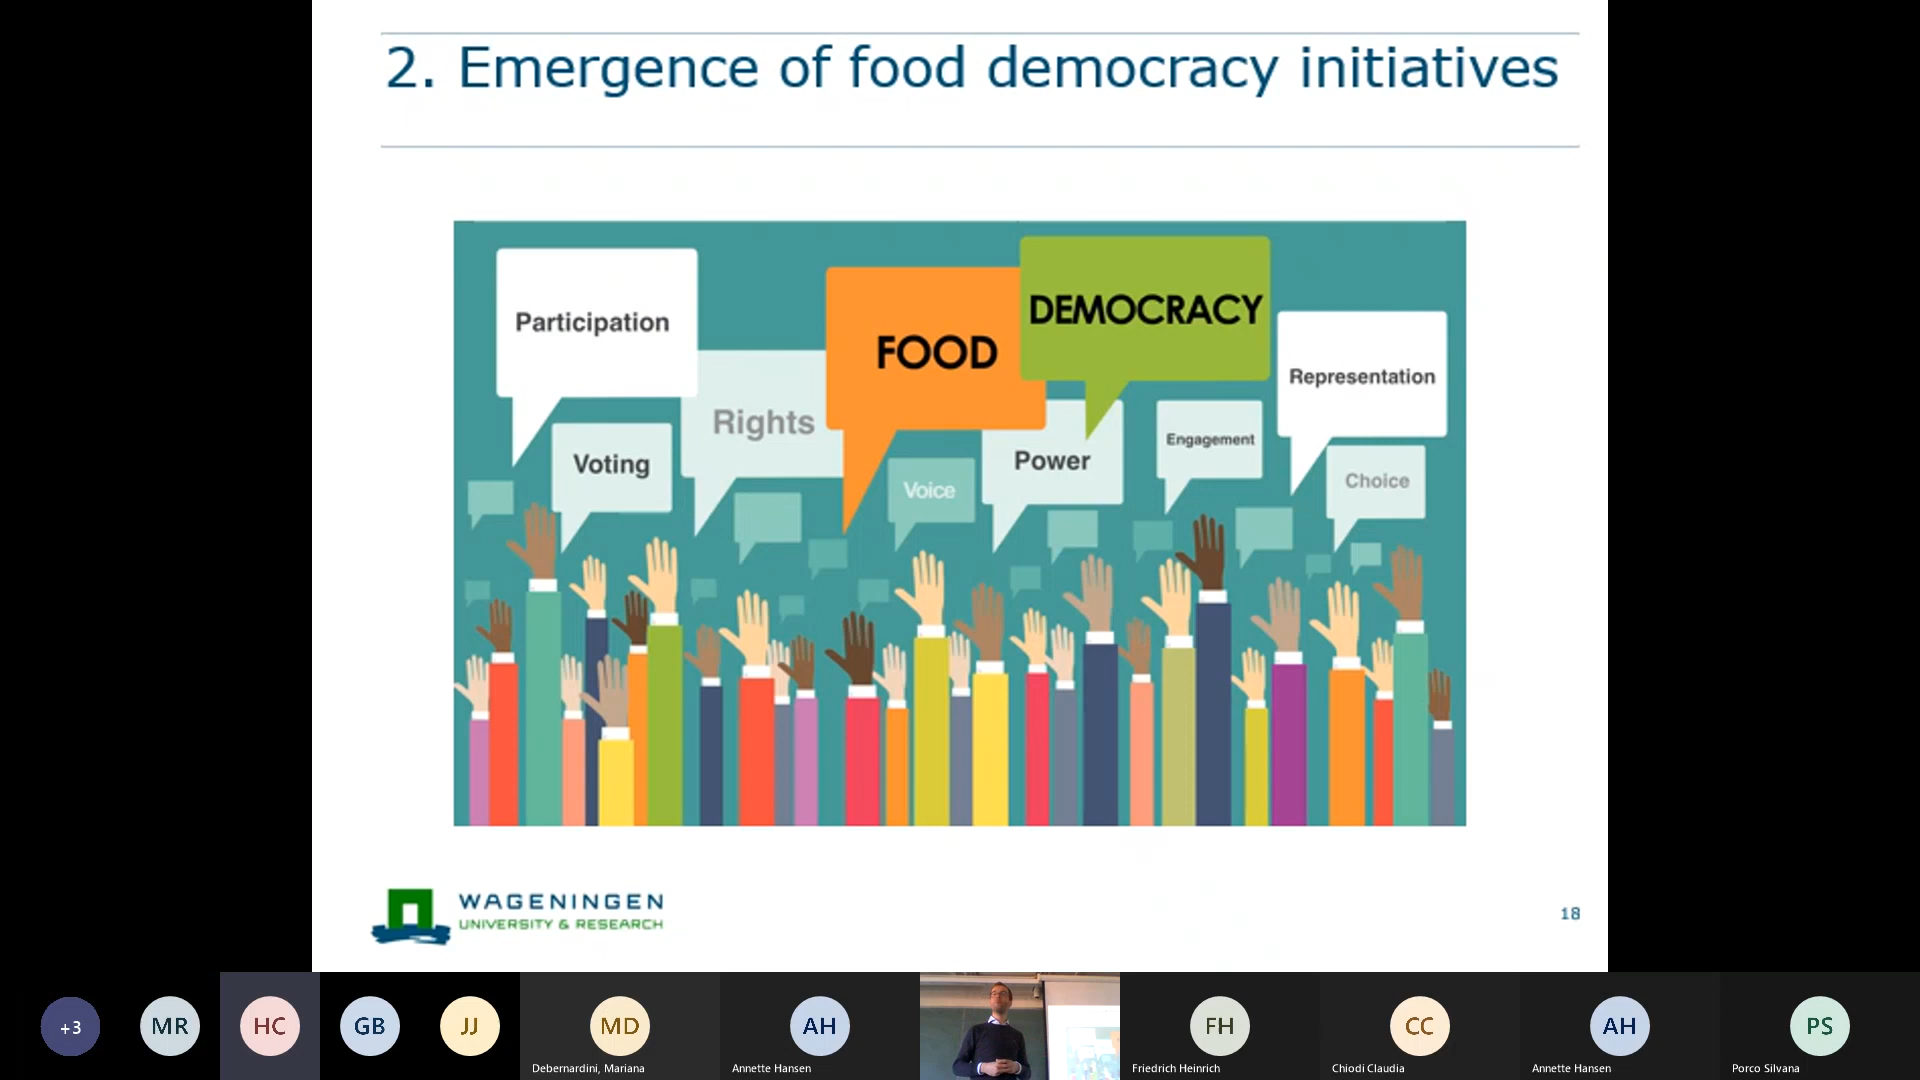 2. Emergence of food democracy initiatives
Participation
FOOD
DEMOCRACY
Representation
Rights
Voting
Voice
Power
Engagement
Choice
WAGENINGEN
UNIVERSITY & RESEARCH
18
+3
MR
HC
GB
JJ
MD
Debernardini, Mariana
AH
Annette Hansen
FH
Friedrich Heinrich
CC
Chiodi Claudia
AH
Annette Hansen
PS
Porco Silvana